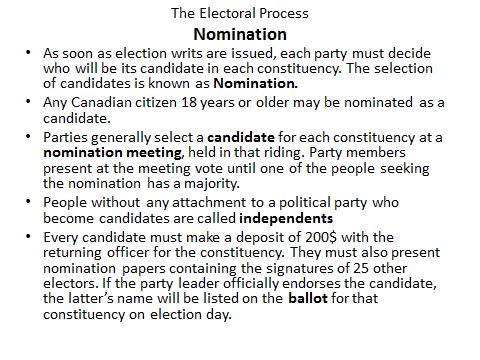 The Electoral Process
Nomination
• As soon as election writs are issued, each party must decide
who will be its candidate in each constituency. The selection
of candidates is known as Nomination.
• Any Canadian citizen 18 years or older may be nominated as a
candidate.
• Parties generally select a candidate for each constituency at a
nomination meeting, held in that riding. Party members
present at the meeting vote until one of the people seeking
the nomination has a majority.
• People without any attachment to a political party who
become candidates are called independents
• Every candidate must make a deposit of 200$ with the
returning officer for the constituency. They must also present
nomination papers containing the signatures of 25 other
electors. If the party leader officially endorses the candidate,
the latter’s name will be listed on the ballot for that
constituency on election day.